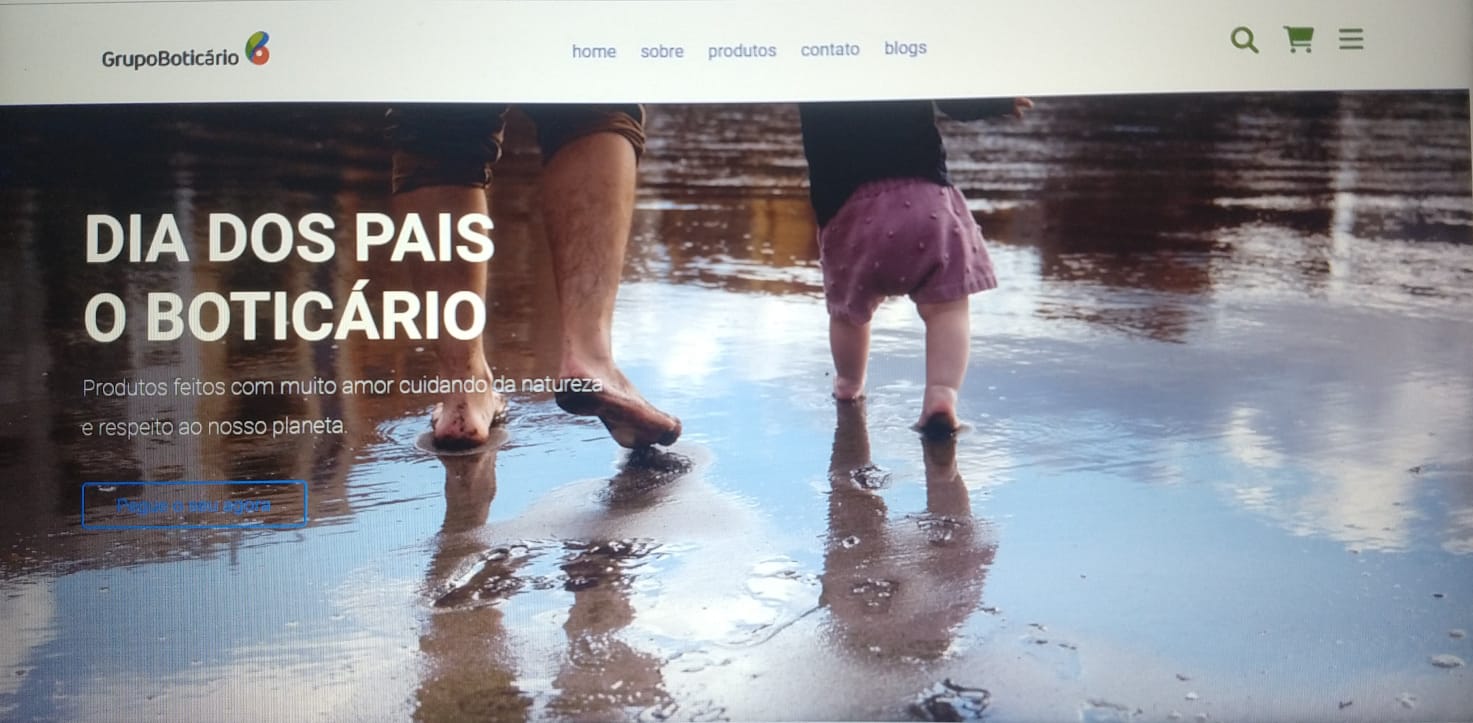 GrupoBoticário
home sobre produtos contato blogs
DIA DOS PAIS
O BOTICÁRIO
Produtos feitos com muito amor cuidando da natureza
e respeito ao nosso planeta.
Pegue o seu agora